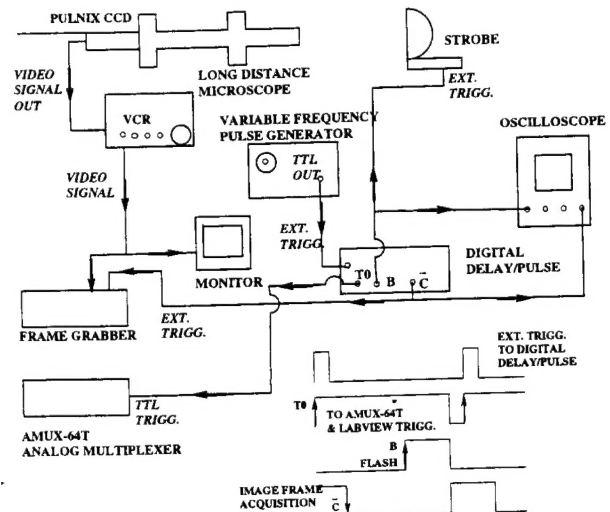 PULNIX CCD
STROBE
VIDEO
SIGNAL
OUT
LONG DISTANCE
MICROSCOPE
EXT.
TRIGG.
VCR
VARIABLE FREQUENCY
PULSE GENERATOR
OSCILLOSCOPE
TTL
OUT
VIDEO
SIGNAL
EXT.
TRIGG.
DIGITAL
DELAY/PULSE
T0
B
C̅
MONITOR
FRAME GRABBER
EXT.
TRIGG.
EXT. TRIGG.
TO DIGITAL
DELAY/PULSE
T0
TO AMUX-64T
& LABVIEW TRIGG.
TTL
TRIGG.
AMUX-64T
ANALOG MULTIPLEXER
B
FLASH
IMAGE FRAME
ACQUISITION
C̅